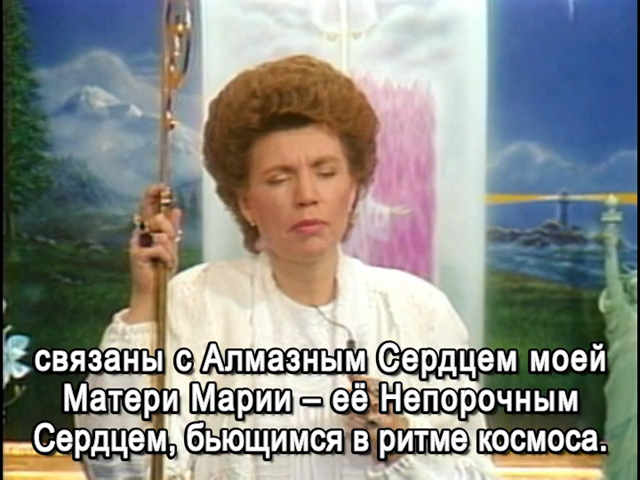 связаны с Алмазным Сердцем моей
Матери Марии – её Непорочным
Сердцем, бьющимся в ритме космоса.